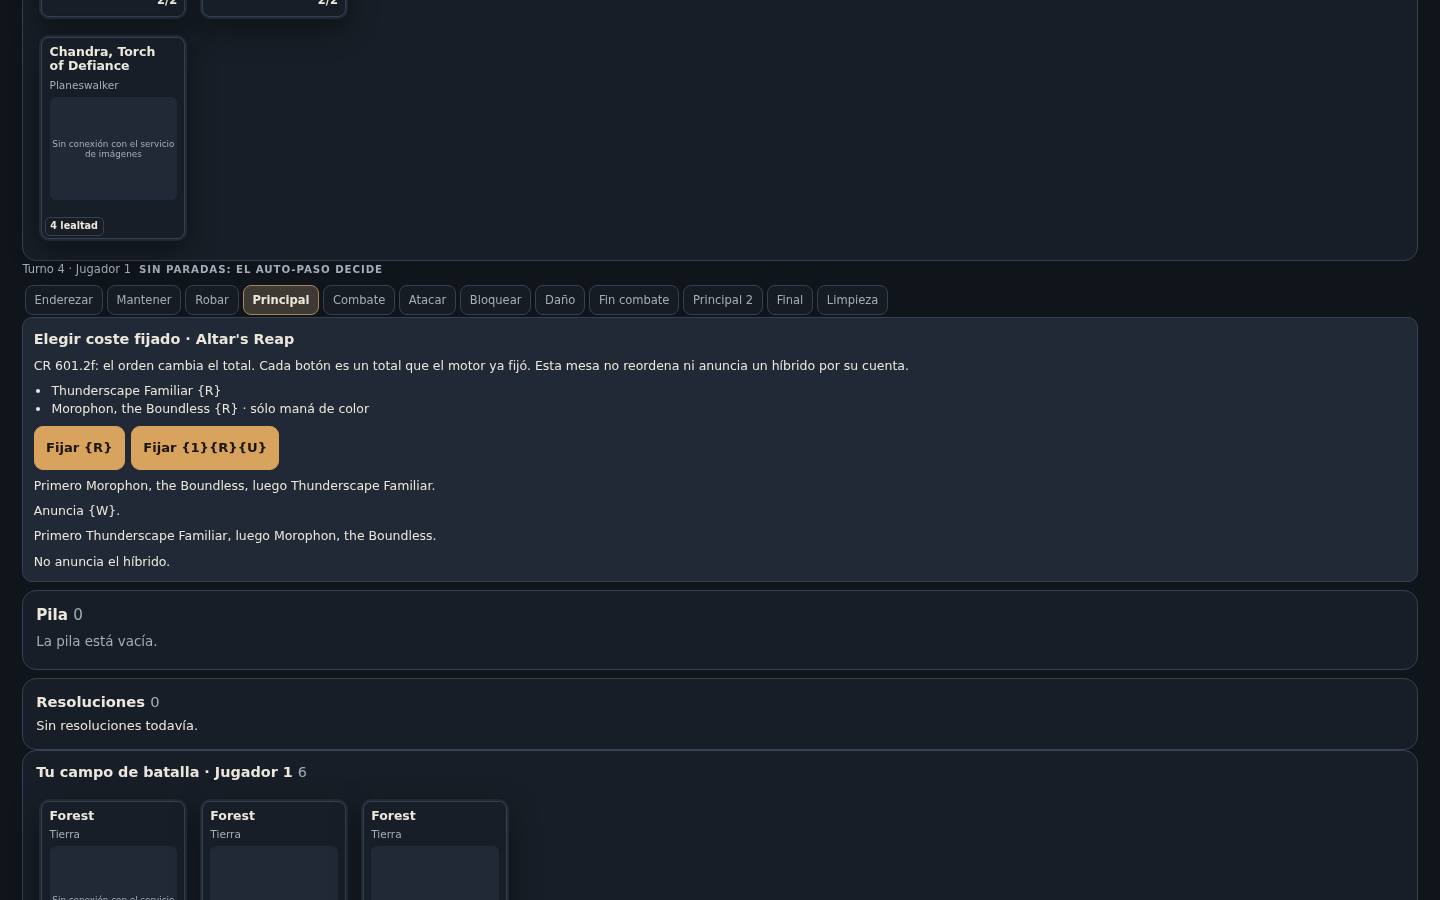 2/2
2/2
Chandra, Torch
of Defiance
Planeswalker
Sin conexión con el servicio
de imágenes
4 lealtad
Turno 4 · Jugador 1 SIN PARADAS: EL AUTO-PASO DECIDE
Enderezar Mantener Robar Principal Combate Atacar Bloquear Daño Fin combate Principal 2 Final Limpieza
Elegir coste fijado · Altar's Reap
CR 601.2f: el orden cambia el total. Cada botón es un total que el motor ya fijó. Esta mesa no reordena ni anuncia un híbrido por su cuenta.
• Thunderscape Familiar {R}
• Morophon, the Boundless {R} · sólo maná de color
Fijar {R} Fijar {1}{R}{U}
Primero Morophon, the Boundless, luego Thunderscape Familiar.
Anuncia {W}.
Primero Thunderscape Familiar, luego Morophon, the Boundless.
No anuncia el híbrido.
Pila 0
La pila está vacía.
Resoluciones 0
Sin resoluciones todavía.
Tu campo de batalla · Jugador 1 6
Forest Forest Forest
Tierra Tierra Tierra
Sin conexión con el servicio